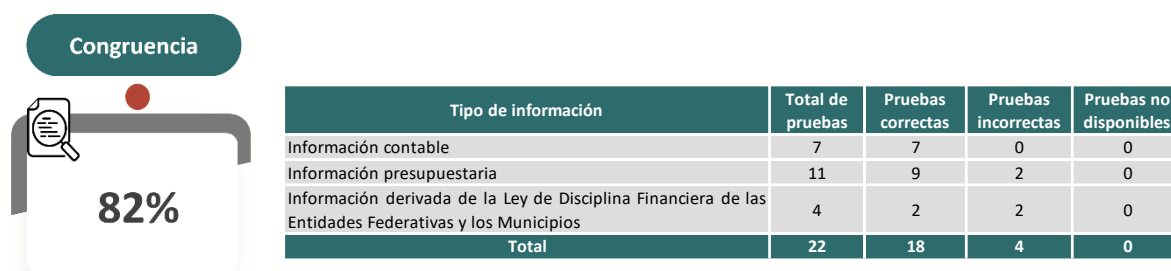 Congruencia
82%
Tipo de información
Total de pruebas
Pruebas correctas
Pruebas incorrectas
Pruebas no disponibles
Información contable 7 7 0 0
Información presupuestaria 11 9 2 0
Información derivada de la Ley de Disciplina Financiera de las
Entidades Federativas y los Municipios 4 2 2 0
Total 22 18 4 0